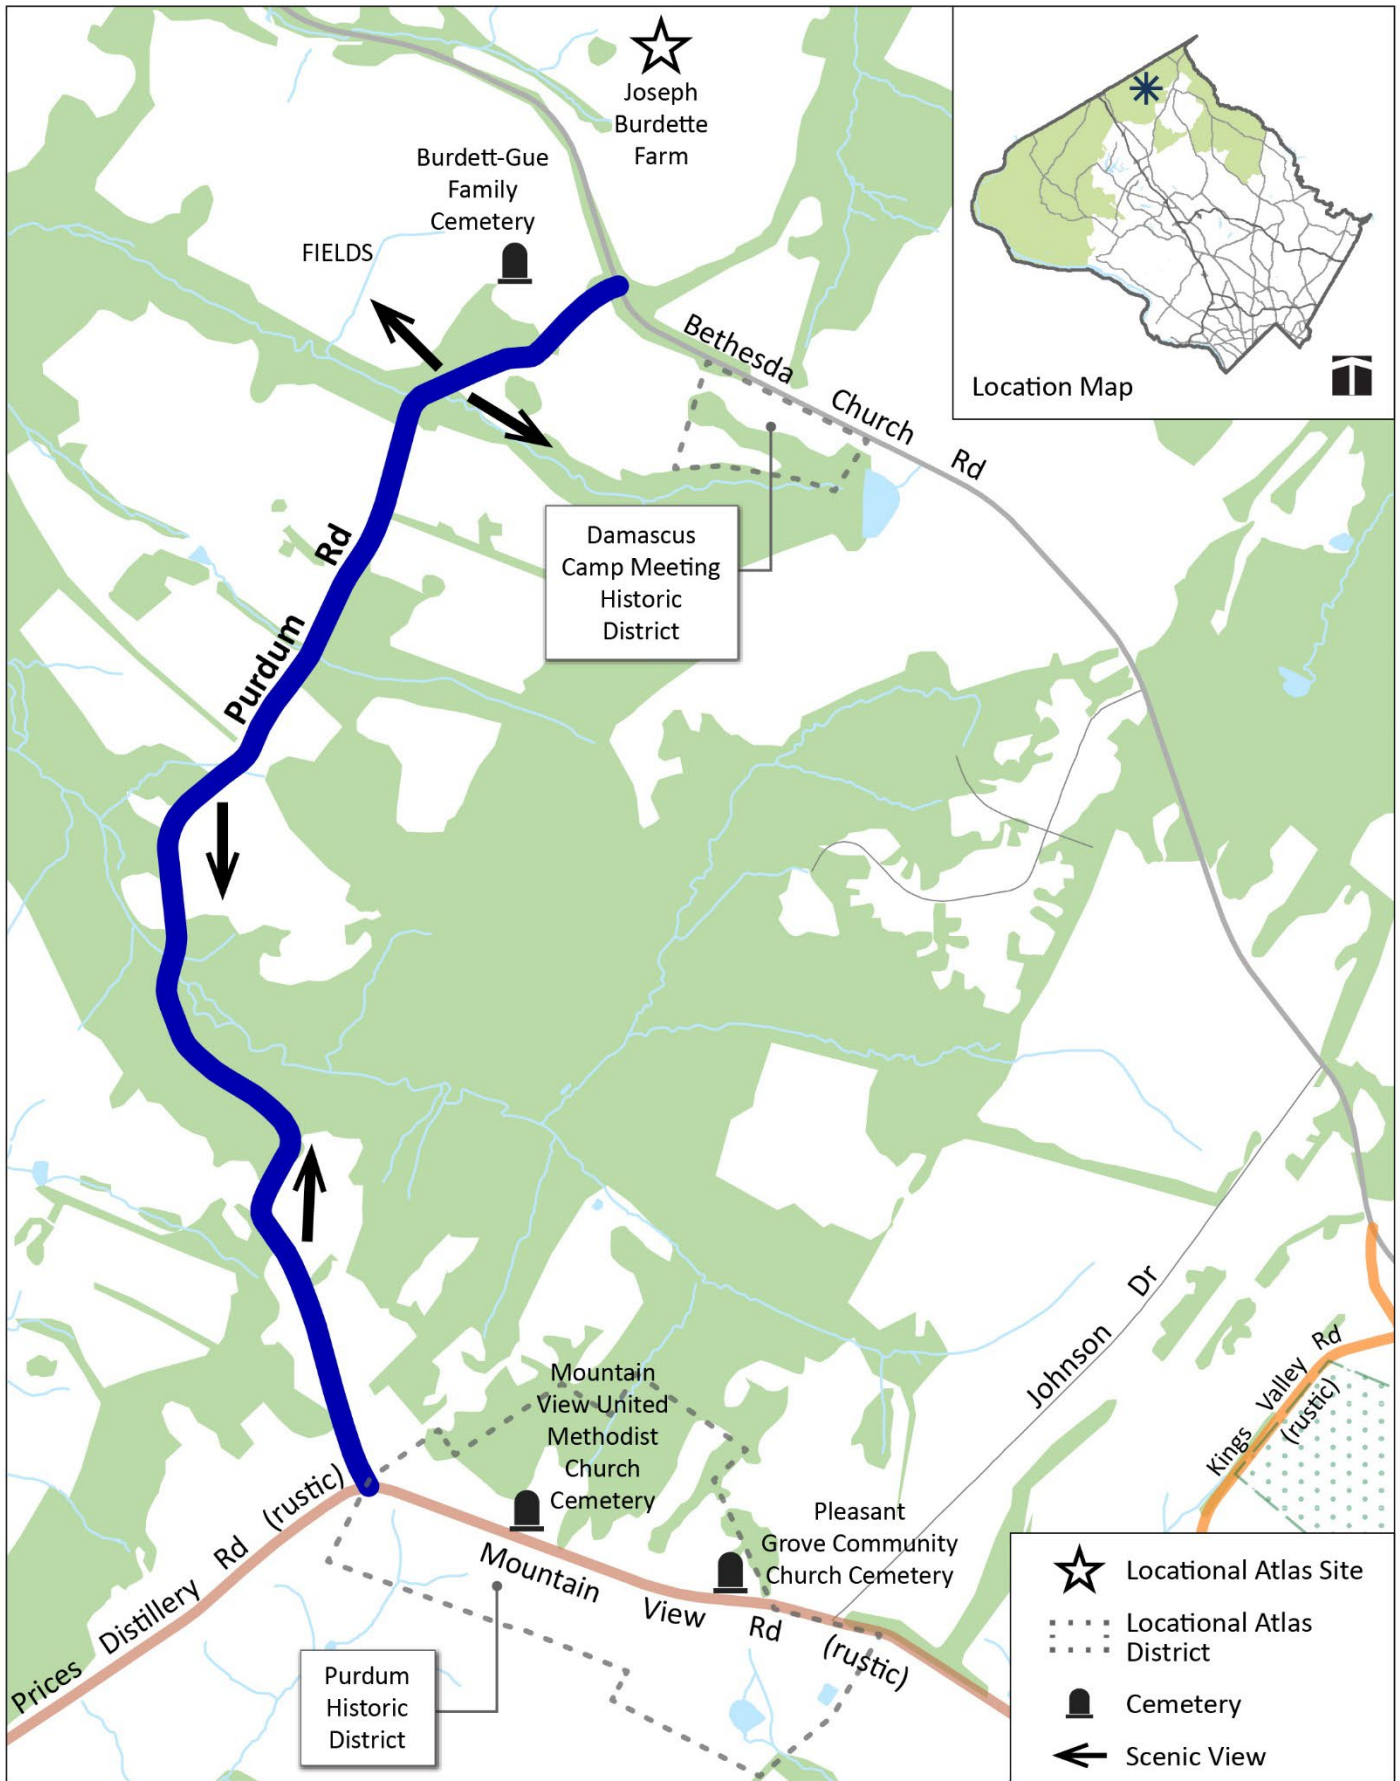 Joseph
Burdette
Farm
Burdett-Gue
Family
Cemetery
FIELDS
Location Map
Bethesda Church Rd
Damascus
Camp Meeting
Historic
District
Purdum Rd
Johnson Dr
Kings Valley Rd
(rustic)
Mountain
View United
Methodist
Church
Cemetery
Pleasant
Grove Community
Church Cemetery
Prices Distillery Rd (rustic)
Mountain View Rd (rustic)
Purdum
Historic
District
Locational Atlas Site
Locational Atlas
District
Cemetery
Scenic View